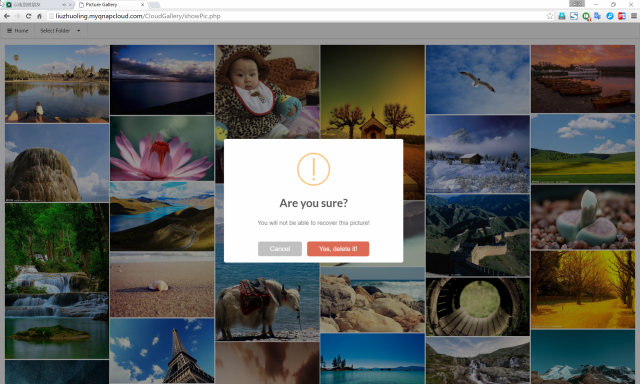 Picture Gallery
liuzhuoling.myqnapcloud.com/CloudGallery/showPic.php
Home
Select Folder
Are you sure?
You will not be able to recover this picture!
Cancel
Yes, delete it!